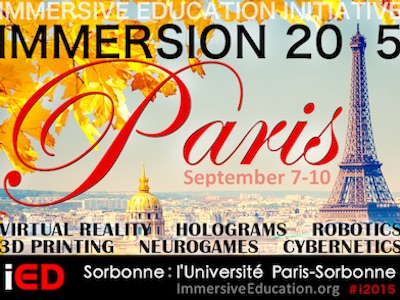 IMMERSIVE EDUCATION INITIATIVE
IMMERSION 20 5
Paris
September 7-10
VIRTUAL REALITY HOLOGRAMS ROBOTICS
3D PRINTING NEUROGAMES CYBERNETICS
iED Sorbonne : l'Université Paris-Sorbonne
ImmersiveEducation.org #i2015